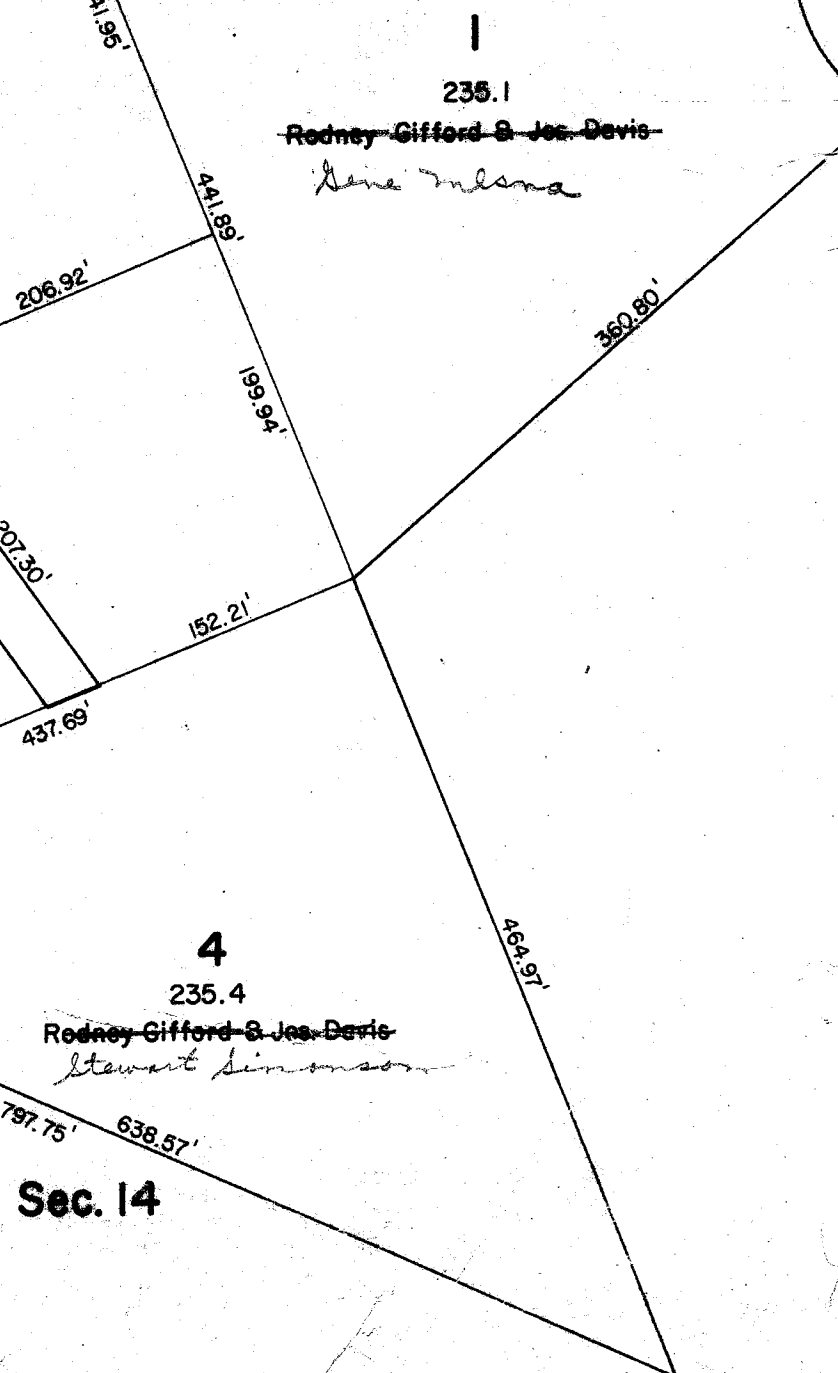 1
235.1
Rodney Gifford & Jos. Davis
Gene Mesna
441.89'
206.92'
360.80'
199.94'
207.30'
152.21'
437.69'
464.97'
4
235.4
Rodney Gifford & Jos. Davis
Stewart Simonson
797.75'
638.57'
Sec. 14